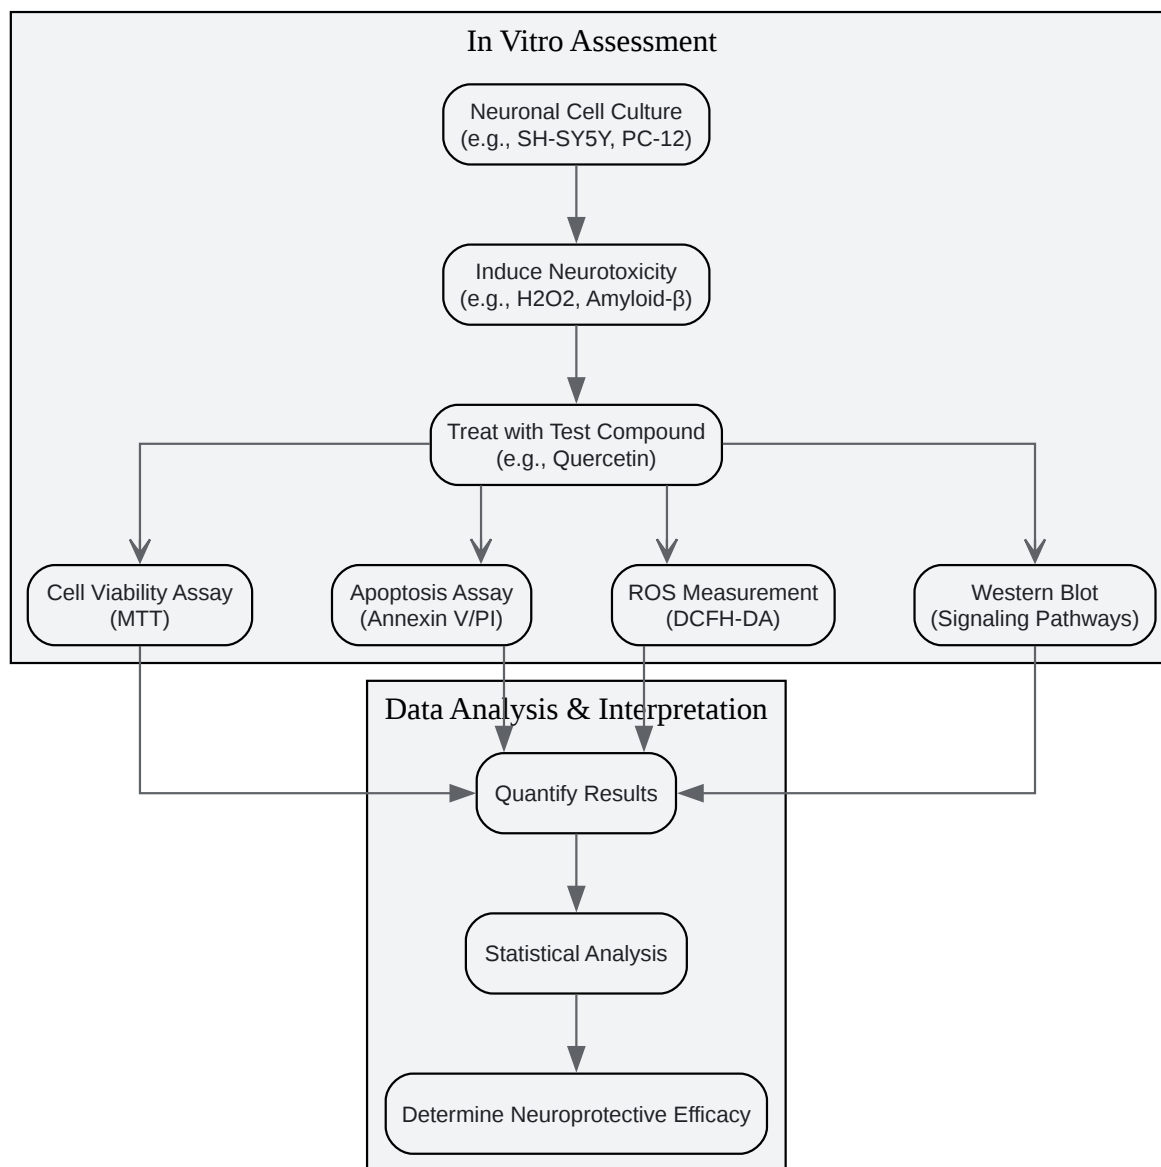 In Vitro Assessment
Neuronal Cell Culture
(e.g., SH-SY5Y, PC-12)
Induce Neurotoxicity
(e.g., H2O2, Amyloid-β)
Treat with Test Compound
(e.g., Quercetin)
Cell Viability Assay
(MTT)
Apoptosis Assay
(Annexin V/PI)
ROS Measurement
(DCFH-DA)
Western Blot
(Signaling Pathways)
Data Analysis & Interpretation
Quantify Results
Statistical Analysis
Determine Neuroprotective Efficacy